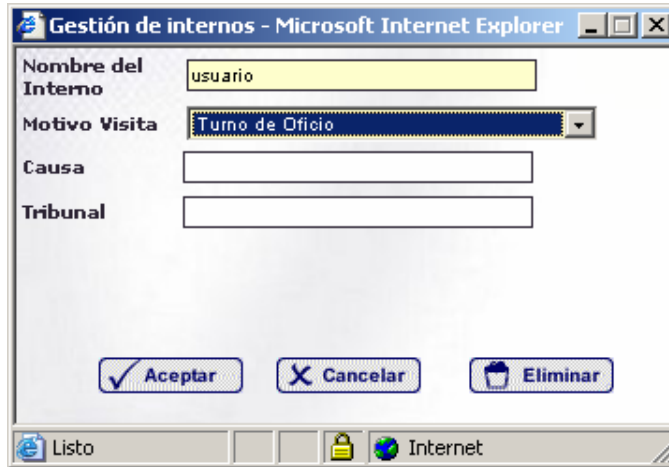 Gestión de internos - Microsoft Internet Explorer
Nombre del
Interno
usuario
Motivo Visita
Turno de Oficio
Causa
Tribunal
Aceptar
Cancelar
Eliminar
Listo
Internet